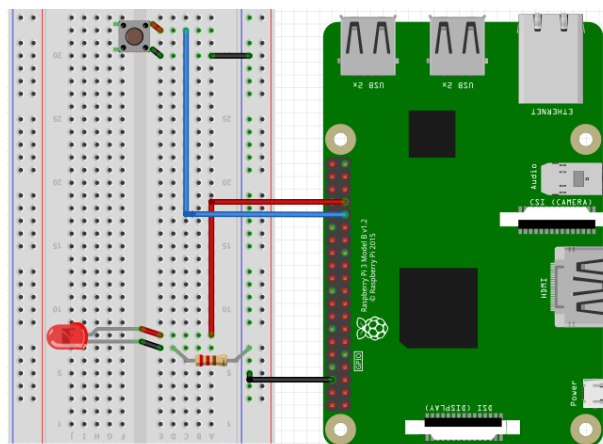 USB 2x
USB 2x
ETHERNET
Audio
CSI (CAMERA)
HDMI
Raspberry Pi 3 Model B v1.2
© Raspberry Pi 2015
GPIO
Power
DSI (DISPLAY)
30
30
25
25
20
20
15
15
10
10
5
5
1
1
J I H G F E D C B A